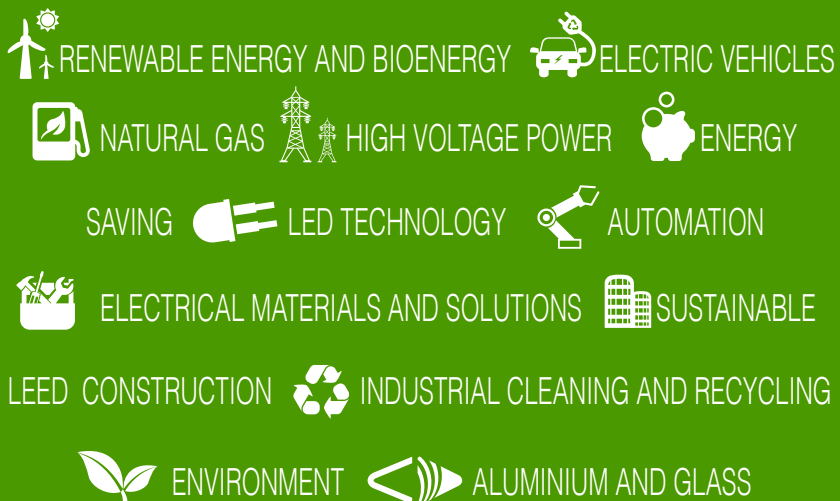 RENEWABLE ENERGY AND BIOENERGY ELECTRIC VEHICLES
NATURAL GAS HIGH VOLTAGE POWER ENERGY
SAVING LED TECHNOLOGY AUTOMATION
ELECTRICAL MATERIALS AND SOLUTIONS SUSTAINABLE
LEED CONSTRUCTION INDUSTRIAL CLEANING AND RECYCLING
ENVIRONMENT ALUMINIUM AND GLASS